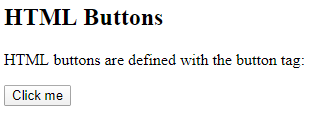 HTML Buttons
HTML buttons are defined with the button tag:
Click me